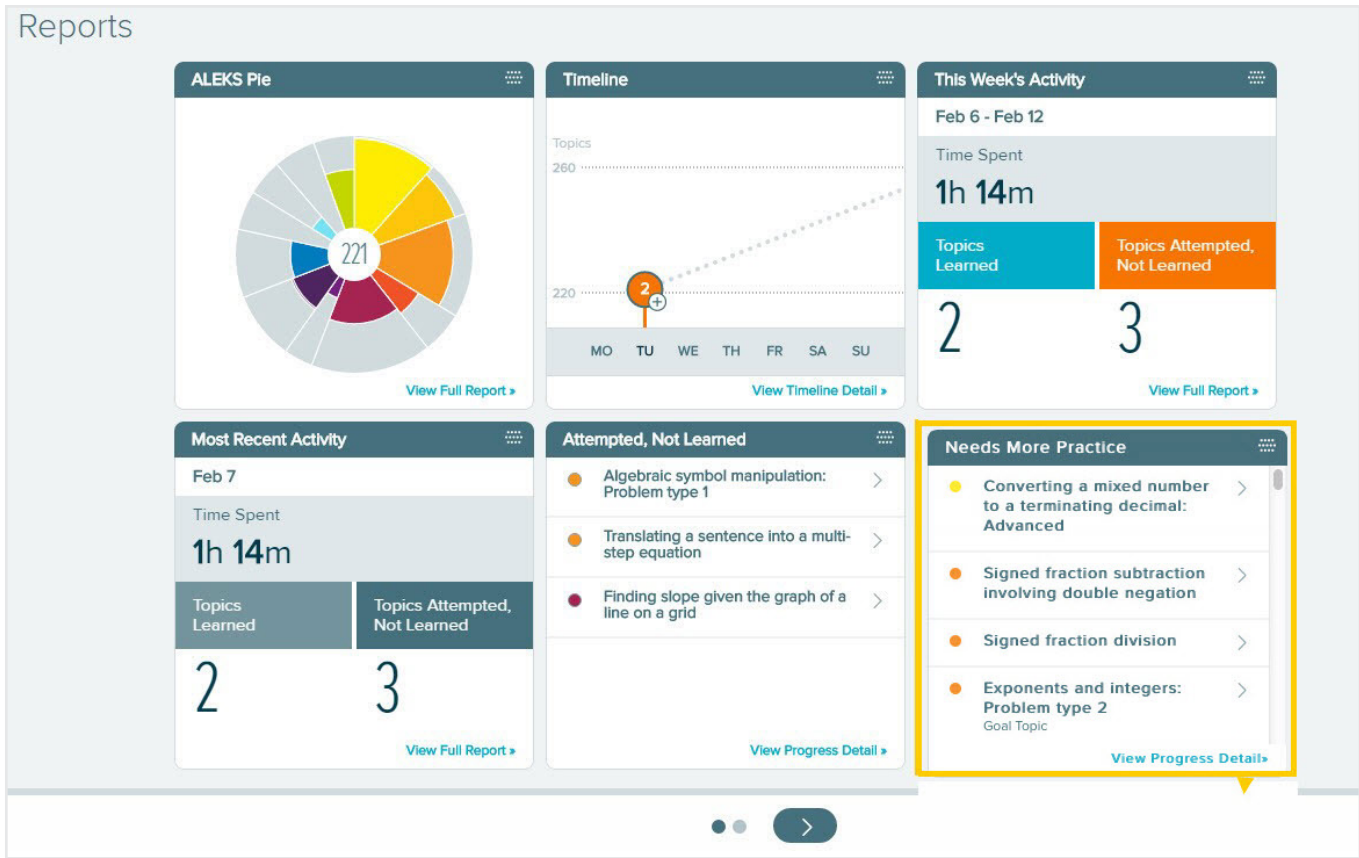 Reports
ALEKS Pie
221
View Full Report »
Timeline
Topics
260
220
2
MO TU WE TH FR SA SU
View Timeline Detail »
This Week's Activity
Feb 6 - Feb 12
Time Spent
1h 14m
Topics
Learned
Topics Attempted,
Not Learned
2
3
View Full Report »
Most Recent Activity
Feb 7
Time Spent
1h 14m
Topics
Learned
Topics Attempted,
Not Learned
2
3
View Full Report »
Attempted, Not Learned
Algebraic symbol manipulation:
Problem type 1
Translating a sentence into a multi-
step equation
Finding slope given the graph of a
line on a grid
View Progress Detail »
Needs More Practice
Converting a mixed number
to a terminating decimal:
Advanced
Signed fraction subtraction
involving double negation
Signed fraction division
Exponents and integers:
Problem type 2
Goal Topic
View Progress Detail»